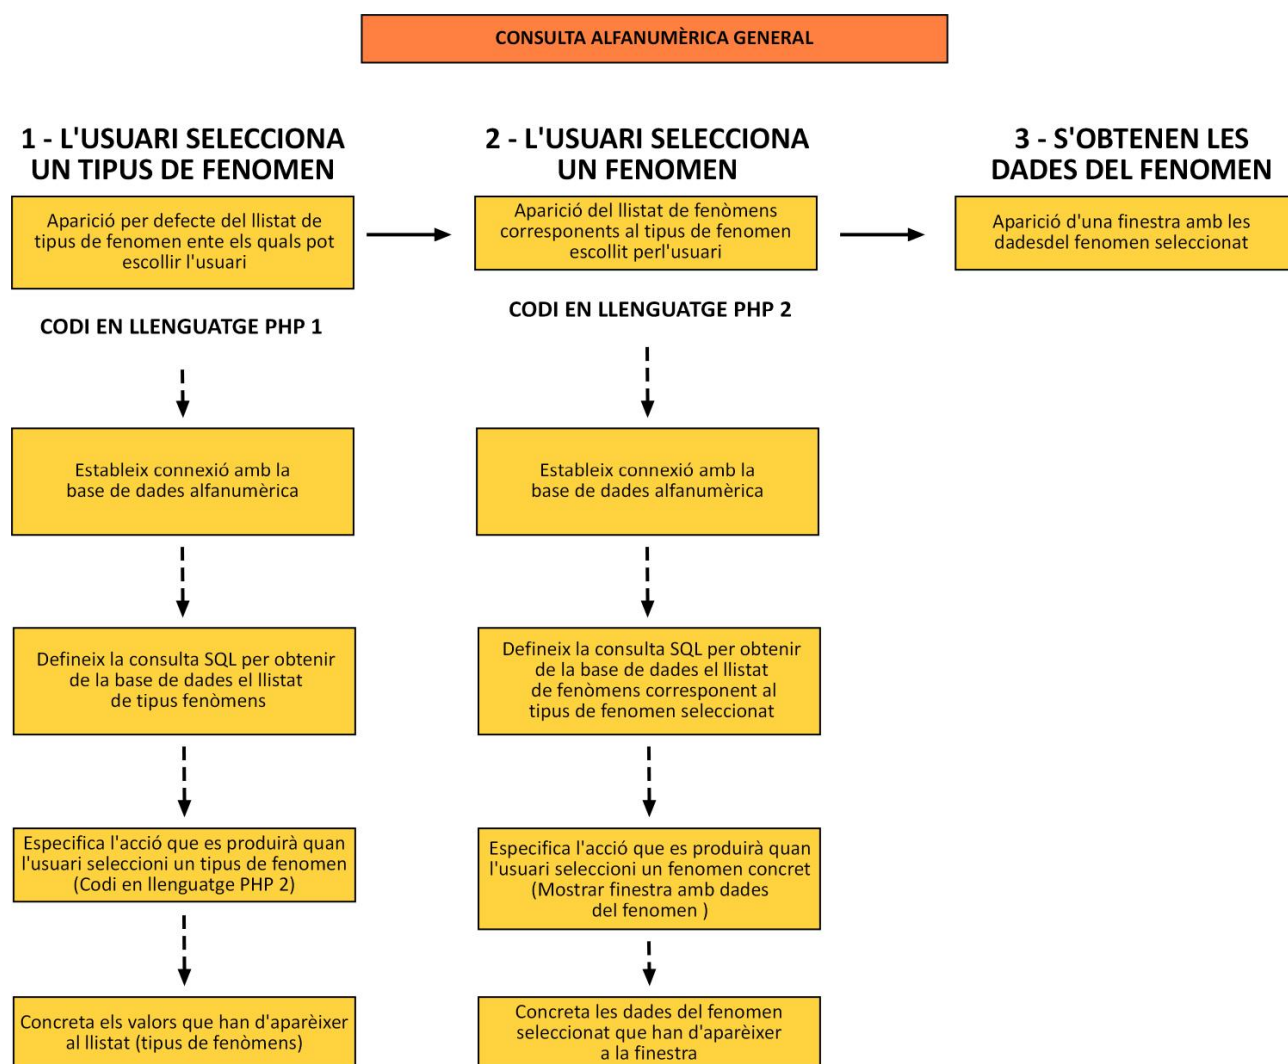 CONSULTA ALFANUMÈRICA GENERAL
1 - L'USUARI SELECCIONA
UN TIPUS DE FENOMEN
Aparició per defecte del llistat de
tipus de fenomen ente els quals pot
escollir l'usuari
CODI EN LLENGUATGE PHP 1
Estableix connexió amb la
base de dades alfanumèrica
Defineix la consulta SQL per obtenir
de la base de dades el llistat
de tipus fenòmens
Especifica l'acció que es produirà quan
l'usuari seleccioni un tipus de fenomen
(Codi en llenguatge PHP 2)
Concreta els valors que han d'aparèixer
al llistat (tipus de fenòmens)
2 - L'USUARI SELECCIONA
UN FENOMEN
Aparició del llistat de fenòmens
corresponents al tipus de fenomen
escollit perl'usuari
CODI EN LLENGUATGE PHP 2
Estableix connexió amb la
base de dades alfanumèrica
Defineix la consulta SQL per obtenir
de la base de dades el llistat
de fenòmens corresponent al
tipus de fenomen seleccionat
Especifica l'acció que es produirà quan
l'usuari seleccioni un fenomen concret
(Mostrar finestra amb dades
del fenomen )
Concreta les dades del fenomen
seleccionat que han d'aparèixer
a la finestra
3 - S'OBTENEN LES
DADES DEL FENOMEN
Aparició d'una finestra amb les
dadesdel fenomen seleccionat